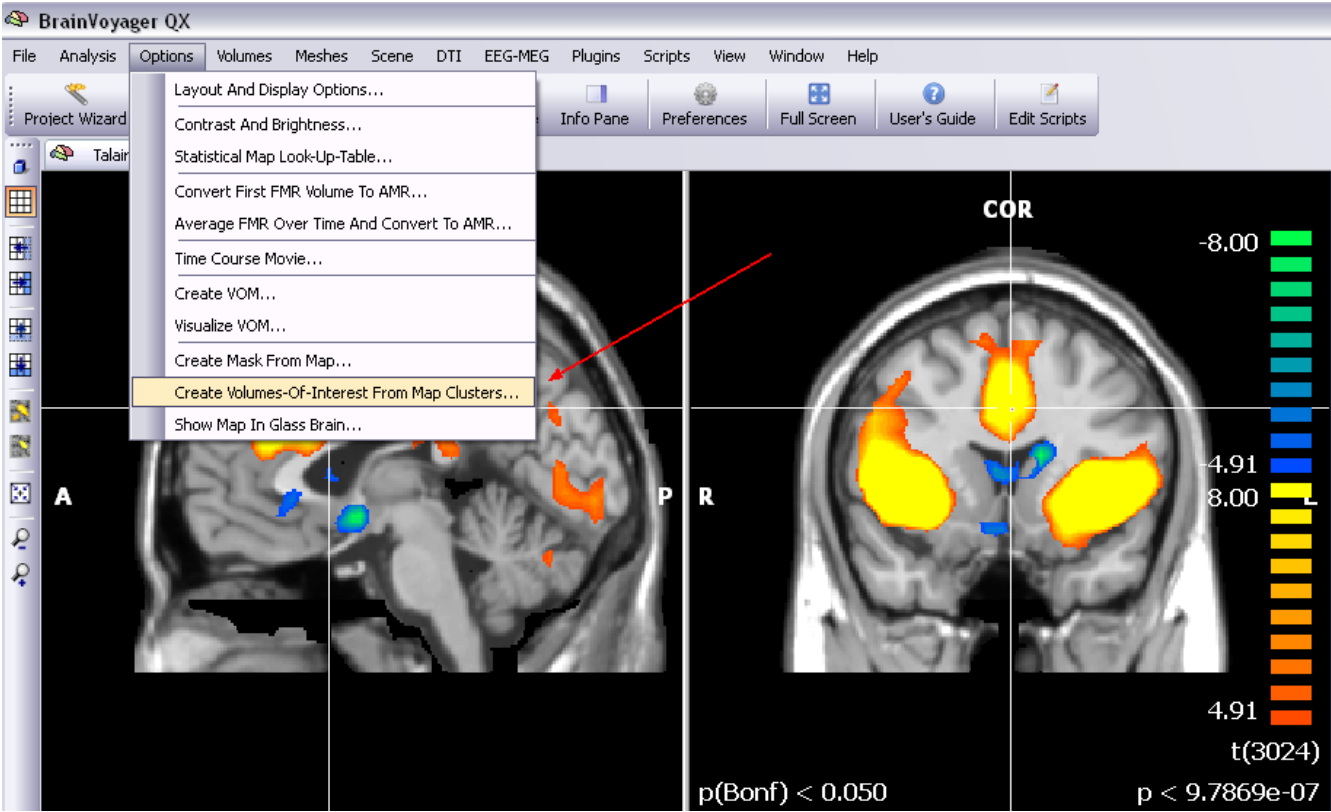 BrainVoyager QX
File Analysis Options Volumes Meshes Scene DTI EEG-MEG Plugins Scripts View Window Help
Project Wizard Info Pane Preferences Full Screen User's Guide Edit Scripts
Layout And Display Options...
Contrast And Brightness...
Statistical Map Look-Up-Table...
Convert First FMR Volume To AMR...
Average FMR Over Time And Convert To AMR...
Time Course Movie...
Create VOM...
Visualize VOM...
Create Mask From Map...
Create Volumes-Of-Interest From Map Clusters...
Show Map In Glass Brain...
Talair
COR
-8.00
-4.91
8.00
A P R L
4.91
t(3024)
p(Bonf) < 0.050 p < 9.7869e-07